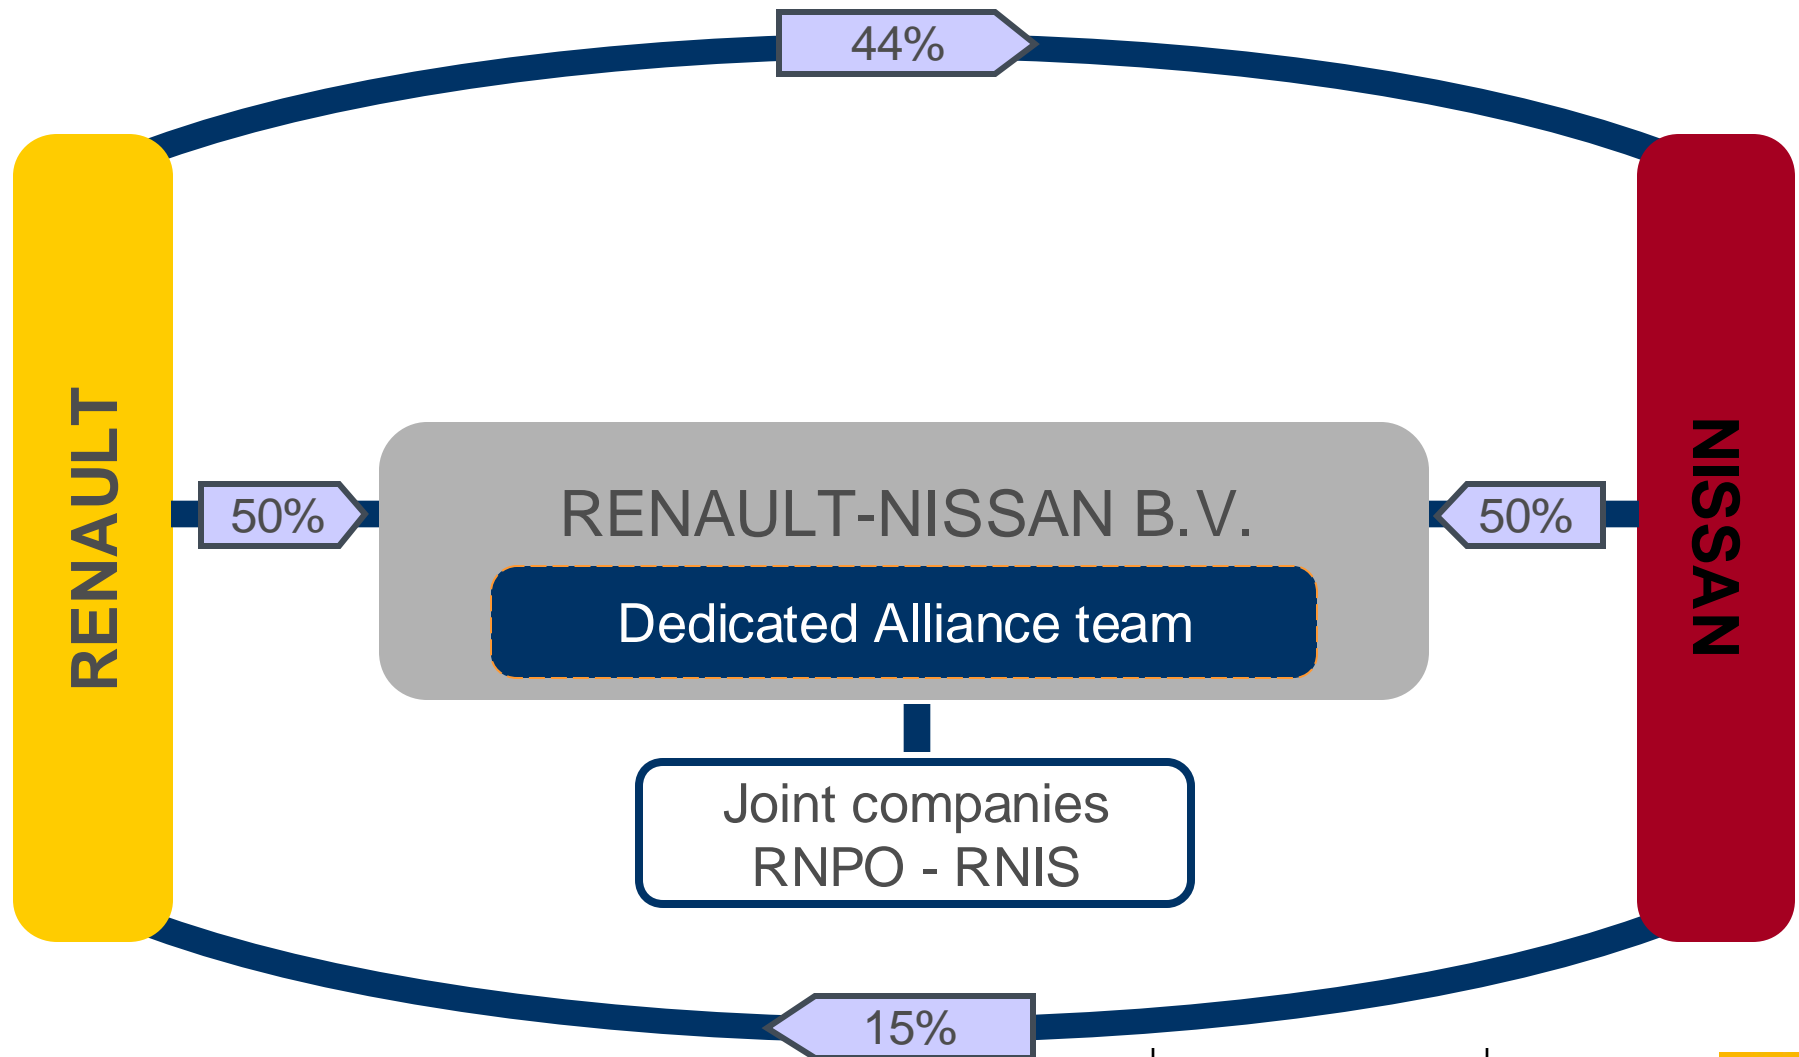 44%
RENAULT
50%
RENAULT-NISSAN B.V.
50%
NISSAN
Dedicated Alliance team
Joint companies
RNPO - RNIS
15%